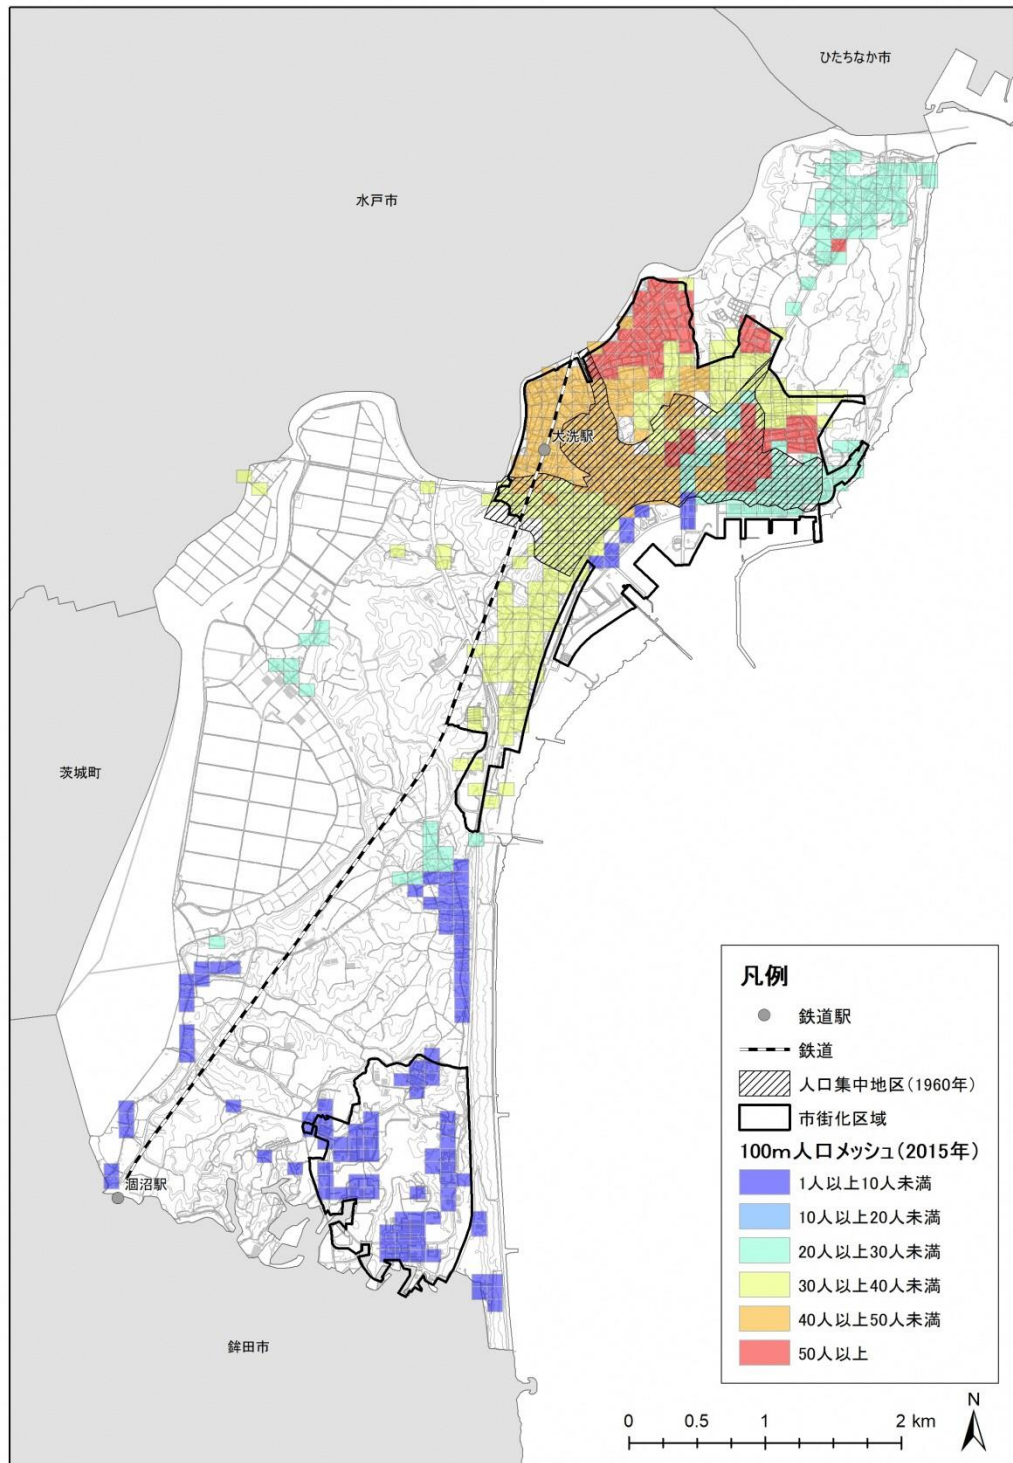 ひたちなか市
水戸市
大洗駅
茨城町
涸沼駅
鉾田市
凡例
鉄道駅
鉄道
人口集中地区(1960年)
市街化区域
100m人口メッシュ(2015年)
1人以上10人未満
10人以上20人未満
20人以上30人未満
30人以上40人未満
40人以上50人未満
50人以上
N
0 0.5 1 2 km